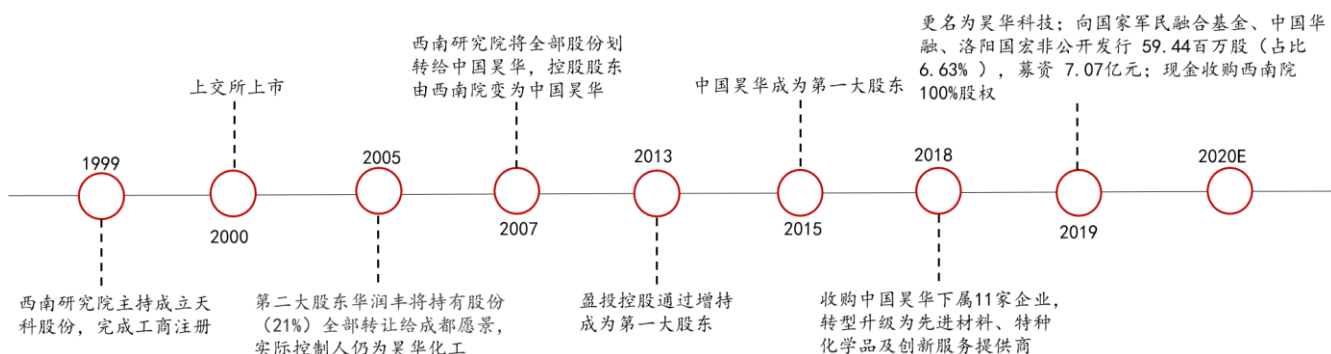 更名为昊华科技；向国家军民融合基金、中国华
融、洛阳国宏非公开发行 59.44百万股（占比
6.63% ），募资 7.07亿元；现金收购西南院
100%股权
西南研究院将全部股份划
转给中国昊华，控股股东
由西南院变为中国昊华
上交所上市
中国昊华成为第一大股东
1999
2005
2013
2018
2020E
2000
2007
2015
2019
西南研究院主持成立天
科股份，完成工商注册
第二大股东华润丰将持有股份
（21%）全部转让给成都愿景，
实际控制人仍为昊华化工
盈投控股通过增持
成为第一大股东
收购中国昊华下属11家企业，
转型升级为先进材料、特种
化学品及创新服务提供商